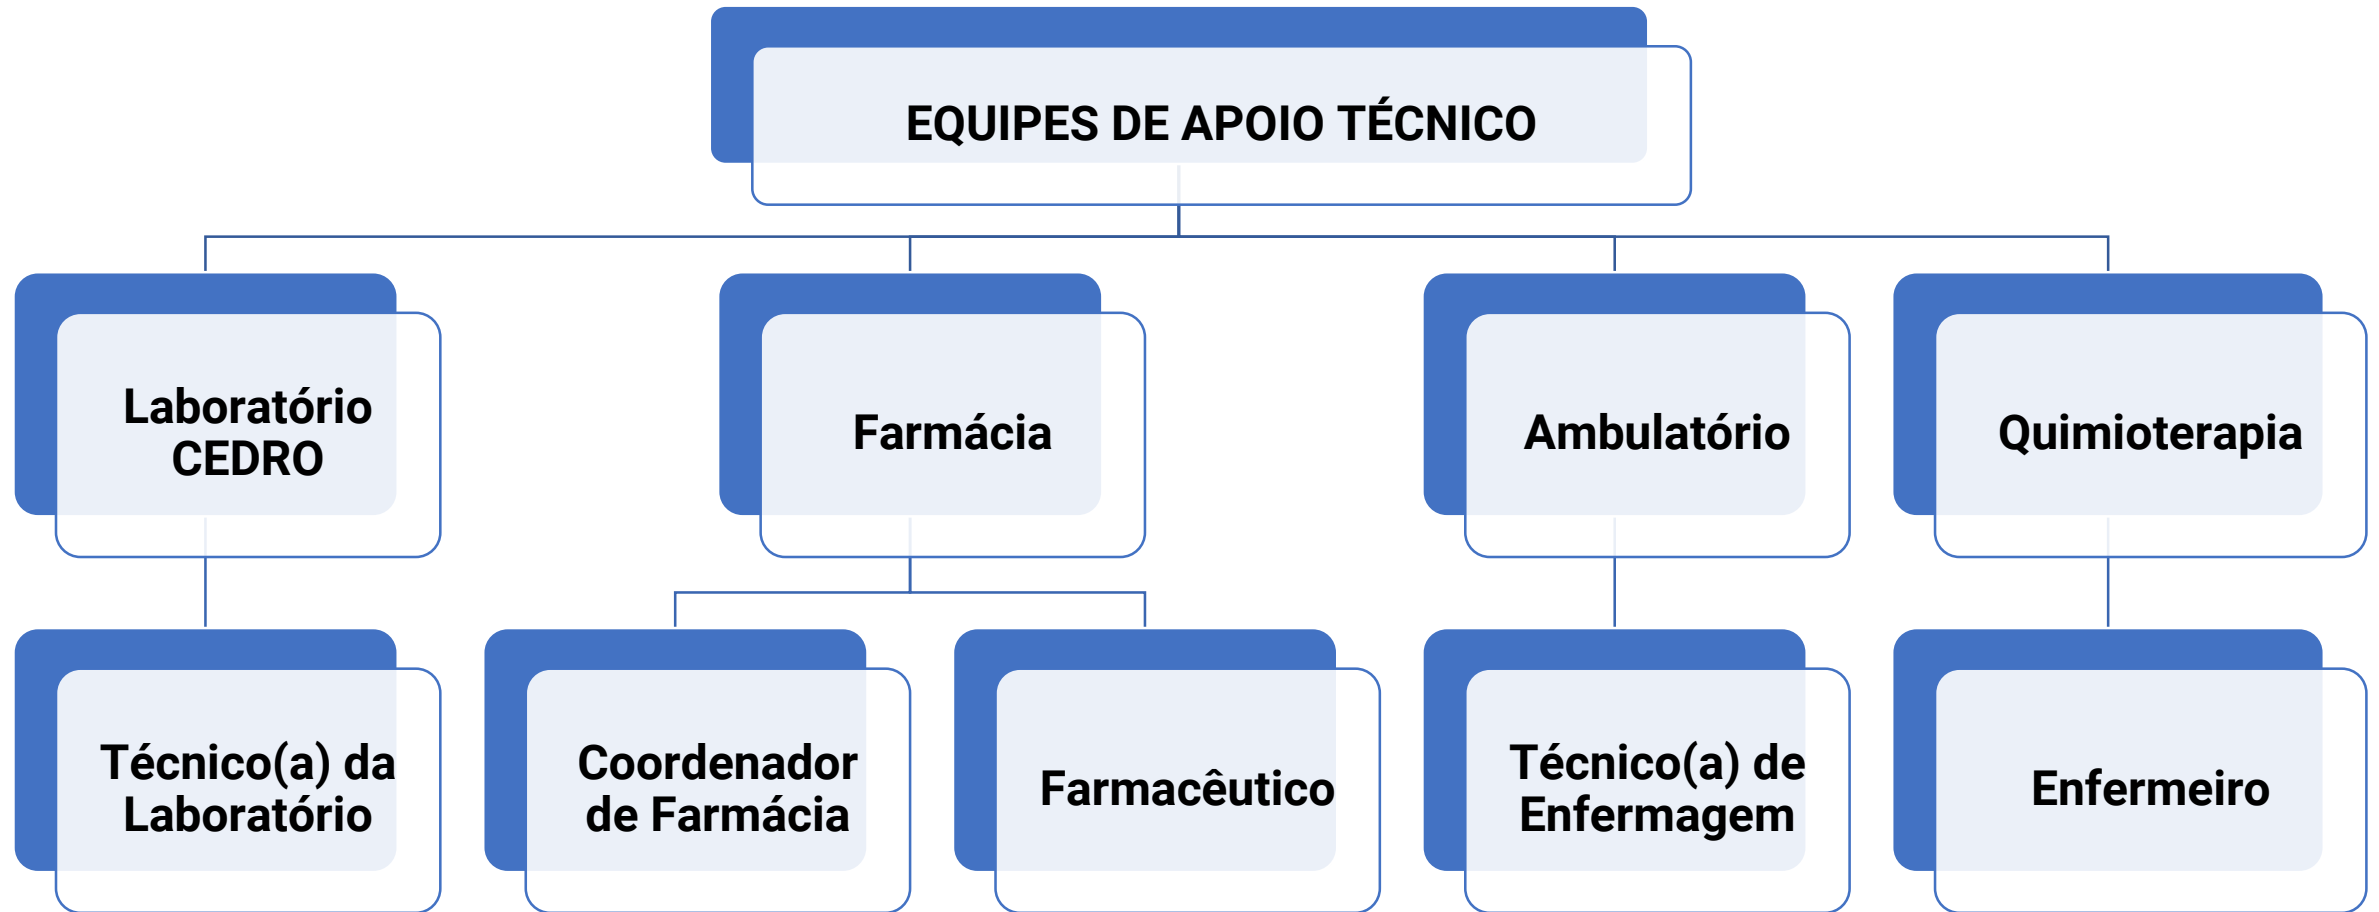 EQUIPES DE APOIO TÉCNICO
Laboratório
CEDRO
Farmácia
Ambulatório
Quimioterapia
Técnico(a) da
Laboratório
Coordenador
de Farmácia
Farmacêutico
Técnico(a) de
Enfermagem
Enfermeiro